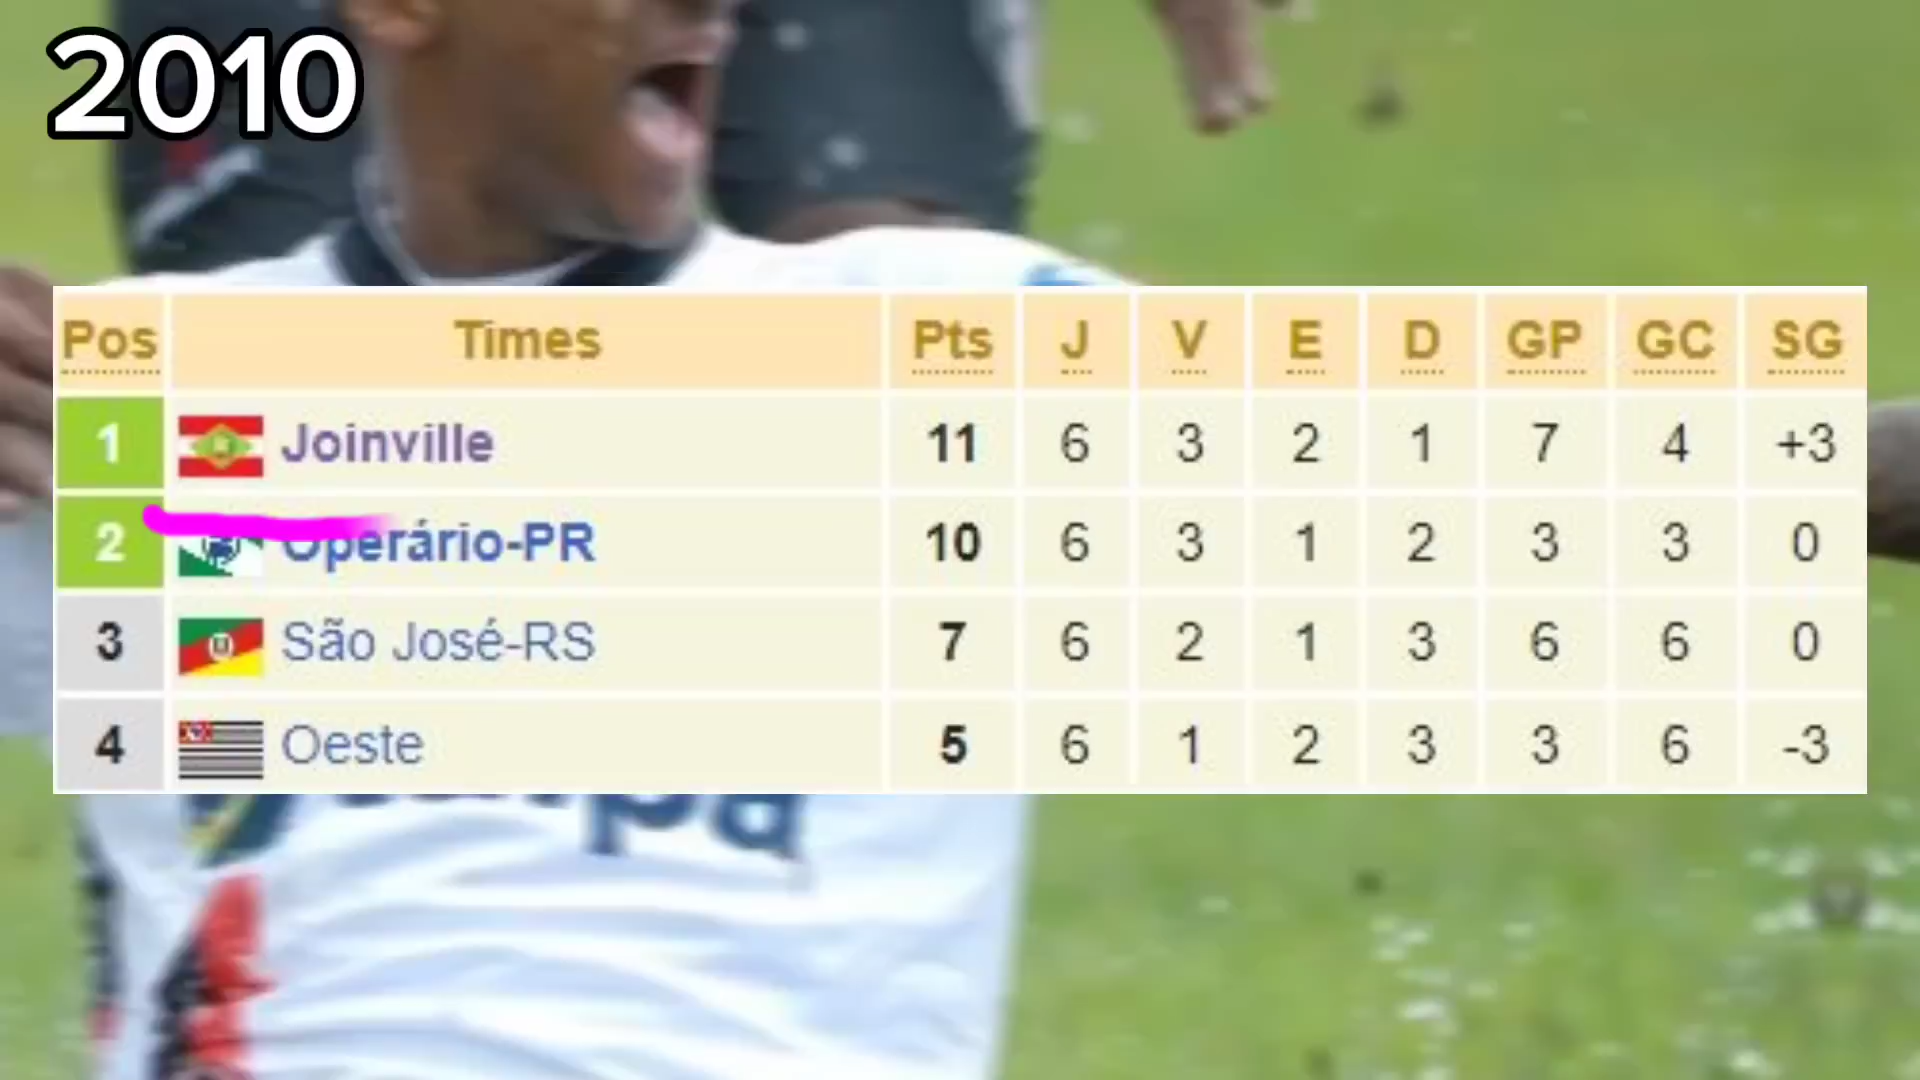 2010
Pos Times Pts J V E D GP GC SG
1 Joinville 11 6 3 2 1 7 4 +3
2 Operário-PR 10 6 3 1 2 3 3 0
3 São José-RS 7 6 2 1 3 6 6 0
4 Oeste 5 6 1 2 3 3 6 -3